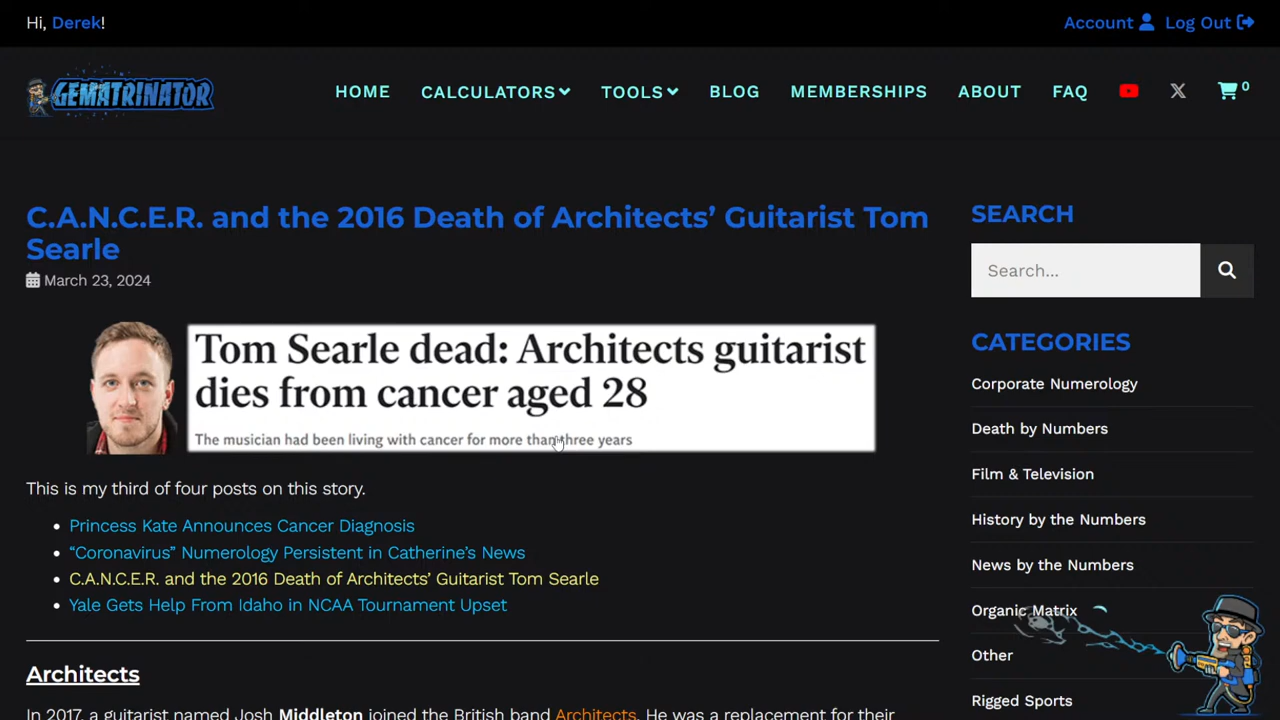 Hi, Derek!
Account
Log Out
GEMATRINATOR
HOME
CALCULATORS
TOOLS
BLOG
MEMBERSHIPS
ABOUT
FAQ
0
C.A.N.C.E.R. and the 2016 Death of Architects’ Guitarist Tom
Searle
March 23, 2024
Tom Searle dead: Architects guitarist
dies from cancer aged 28
The musician had been living with cancer for more than three years
This is my third of four posts on this story.
• Princess Kate Announces Cancer Diagnosis
• “Coronavirus” Numerology Persistent in Catherine’s News
• C.A.N.C.E.R. and the 2016 Death of Architects’ Guitarist Tom Searle
• Yale Gets Help From Idaho in NCAA Tournament Upset
Architects
In 2017, a guitarist named Josh Middleton joined the British band Architects. He was a replacement for their
SEARCH
Search...
CATEGORIES
Corporate Numerology
Death by Numbers
Film & Television
History by the Numbers
News by the Numbers
Organic Matrix
Other
Rigged Sports